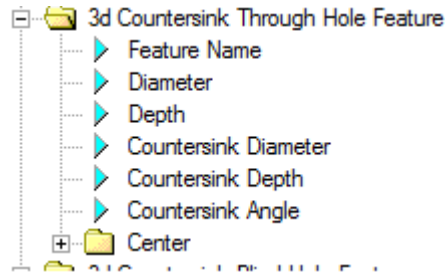 3d Countersink Through Hole Feature
Feature Name
Diameter
Depth
Countersink Diameter
Countersink Depth
Countersink Angle
Center